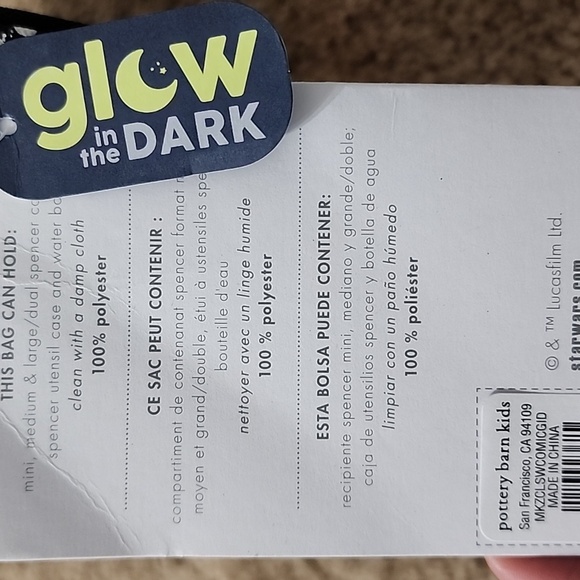 glow
in
the DARK
THIS BAG CAN HOLD:
mini, medium & large/dual spencer
spencer utensil case and water
clean with a damp cloth
100% polyester
CE SAC PEUT CONTENIR :
compartiment de contenanat spencer format
moyen et grand/double, étui à ustensiles
bouteille d'eau
nettoyer avec un linge humide
100 % polyester
ESTA BOLSA PUEDE CONTENER:
recipiente spencer mini, mediano y grande/doble;
caja de utensilios spencer y botella de agua
limpiar con un paño húmedo
100 % poliéster
© & ™ Lucasfilm Ltd.
starwars.com
pottery barn kids
San Francisco, CA 94109
MKZCLSWCOMICGID
MADE IN CHINA